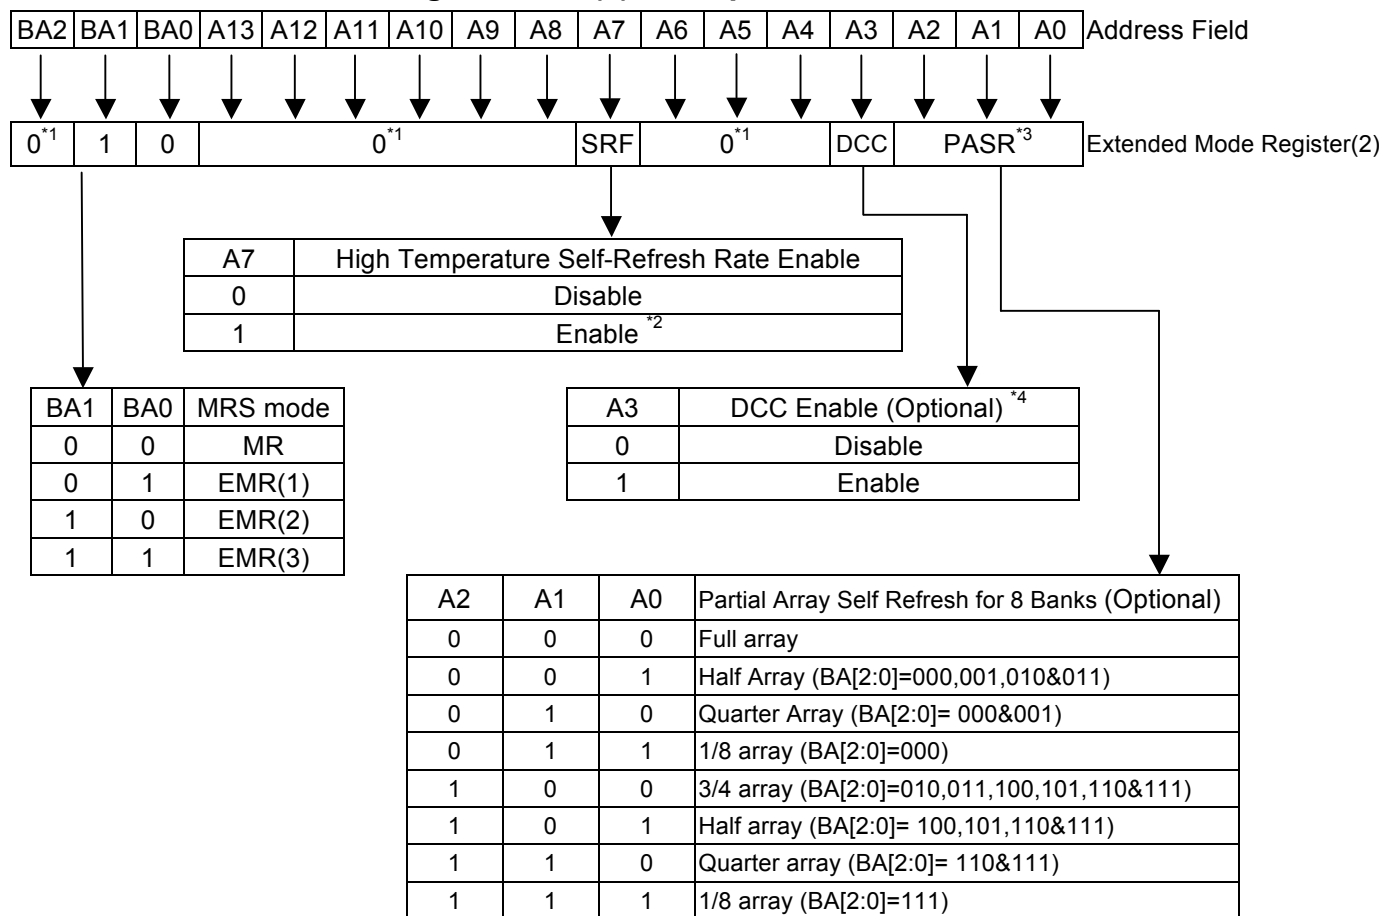 BA2 BA1 BA0 A13 A12 A11 A10 A9 A8 A7 A6 A5 A4 A3 A2 A1 A0 Address Field
0*1 1 0 0*1 SRF 0*1 DCC PASR*3 Extended Mode Register(2)
A7 High Temperature Self-Refresh Rate Enable
0 Disable
1 Enable *2
BA1 BA0 MRS mode
0 0 MR
0 1 EMR(1)
1 0 EMR(2)
1 1 EMR(3)
A3 DCC Enable (Optional) *4
0 Disable
1 Enable
A2 A1 A0 Partial Array Self Refresh for 8 Banks (Optional)
0 0 0 Full array
0 0 1 Half Array (BA[2:0]=000,001,010&011)
0 1 0 Quarter Array (BA[2:0]= 000&001)
0 1 1 1/8 array (BA[2:0]=000)
1 0 0 3/4 array (BA[2:0]=010,011,100,101,110&111)
1 0 1 Half array (BA[2:0]= 100,101,110&111)
1 1 0 Quarter array (BA[2:0]= 110&111)
1 1 1 1/8 array (BA[2:0]=111)